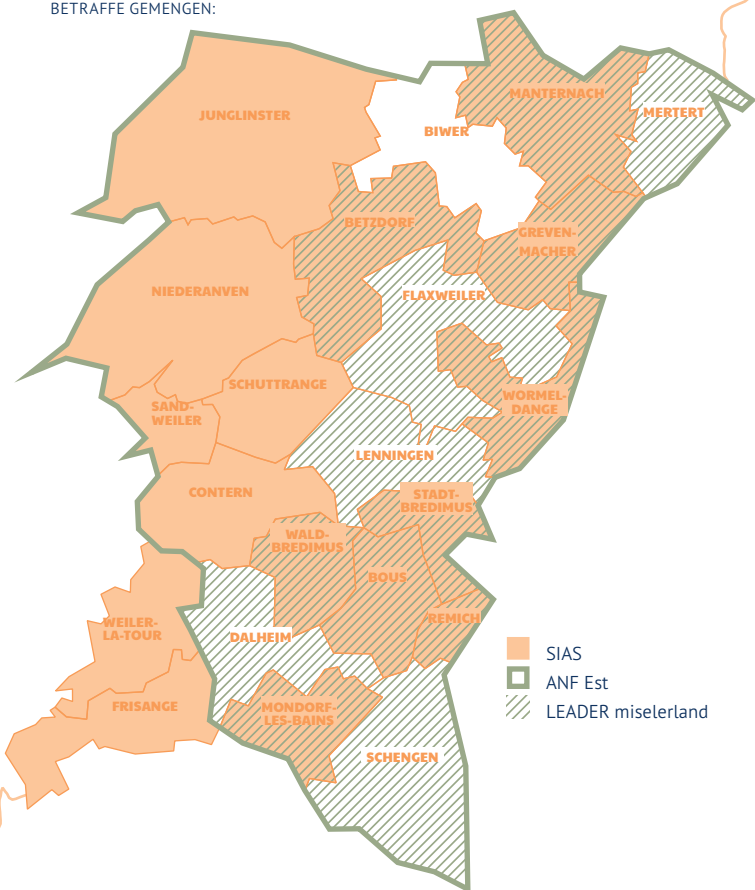 BETRAFFE GEMENGEN:
JUNGLINSTER
BIWER
MANTERNACH
MERTERT
BETZDORF
GREVEN-
MACHER
NIEDERANVEN
FLAXWEILER
SCHUTTRANGE
SAND-
WEILER
WORMEL-
DANGE
LENNINGEN
CONTERN
STADT-
BREDIMUS
WALD-
BREDIMUS
BOUS
WEILER-
LA-TOUR
DALHEIM
REMICH
FRISANGE
MONDORF-
LES-BAINS
SCHENGEN
SIAS
ANF Est
LEADER miselerland